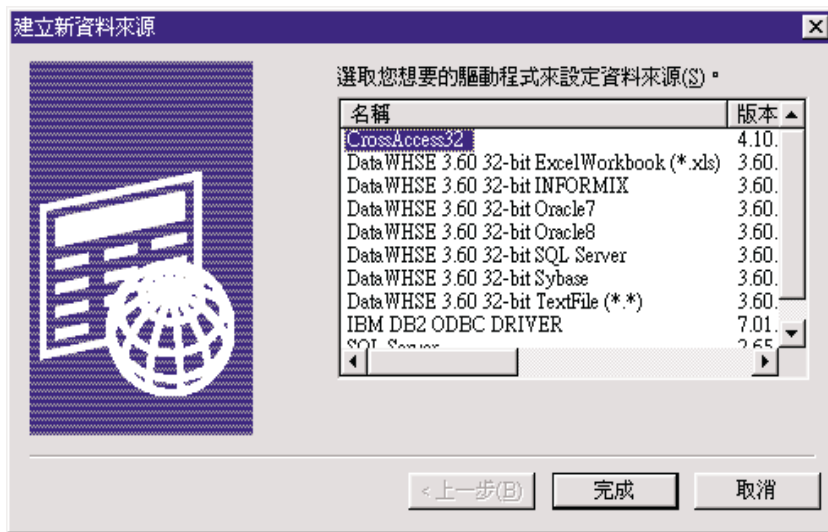 建立新資料來源
選取您想要的驅動程式來設定資料來源(S)。
名稱 版本
CrossAccess32 4.10.
DataWHSE 3.60 32-bit ExcelWorkbook (*.xls) 3.60.
DataWHSE 3.60 32-bit INFORMIX 3.60.
DataWHSE 3.60 32-bit Oracle7 3.60.
DataWHSE 3.60 32-bit Oracle8 3.60.
DataWHSE 3.60 32-bit SQL Server 3.60.
DataWHSE 3.60 32-bit Sybase 3.60.
DataWHSE 3.60 32-bit TextFile (*.*) 3.60.
IBM DB2 ODBC DRIVER 7.01.
SQL Server 2.65
<上一步(B) 完成 取消